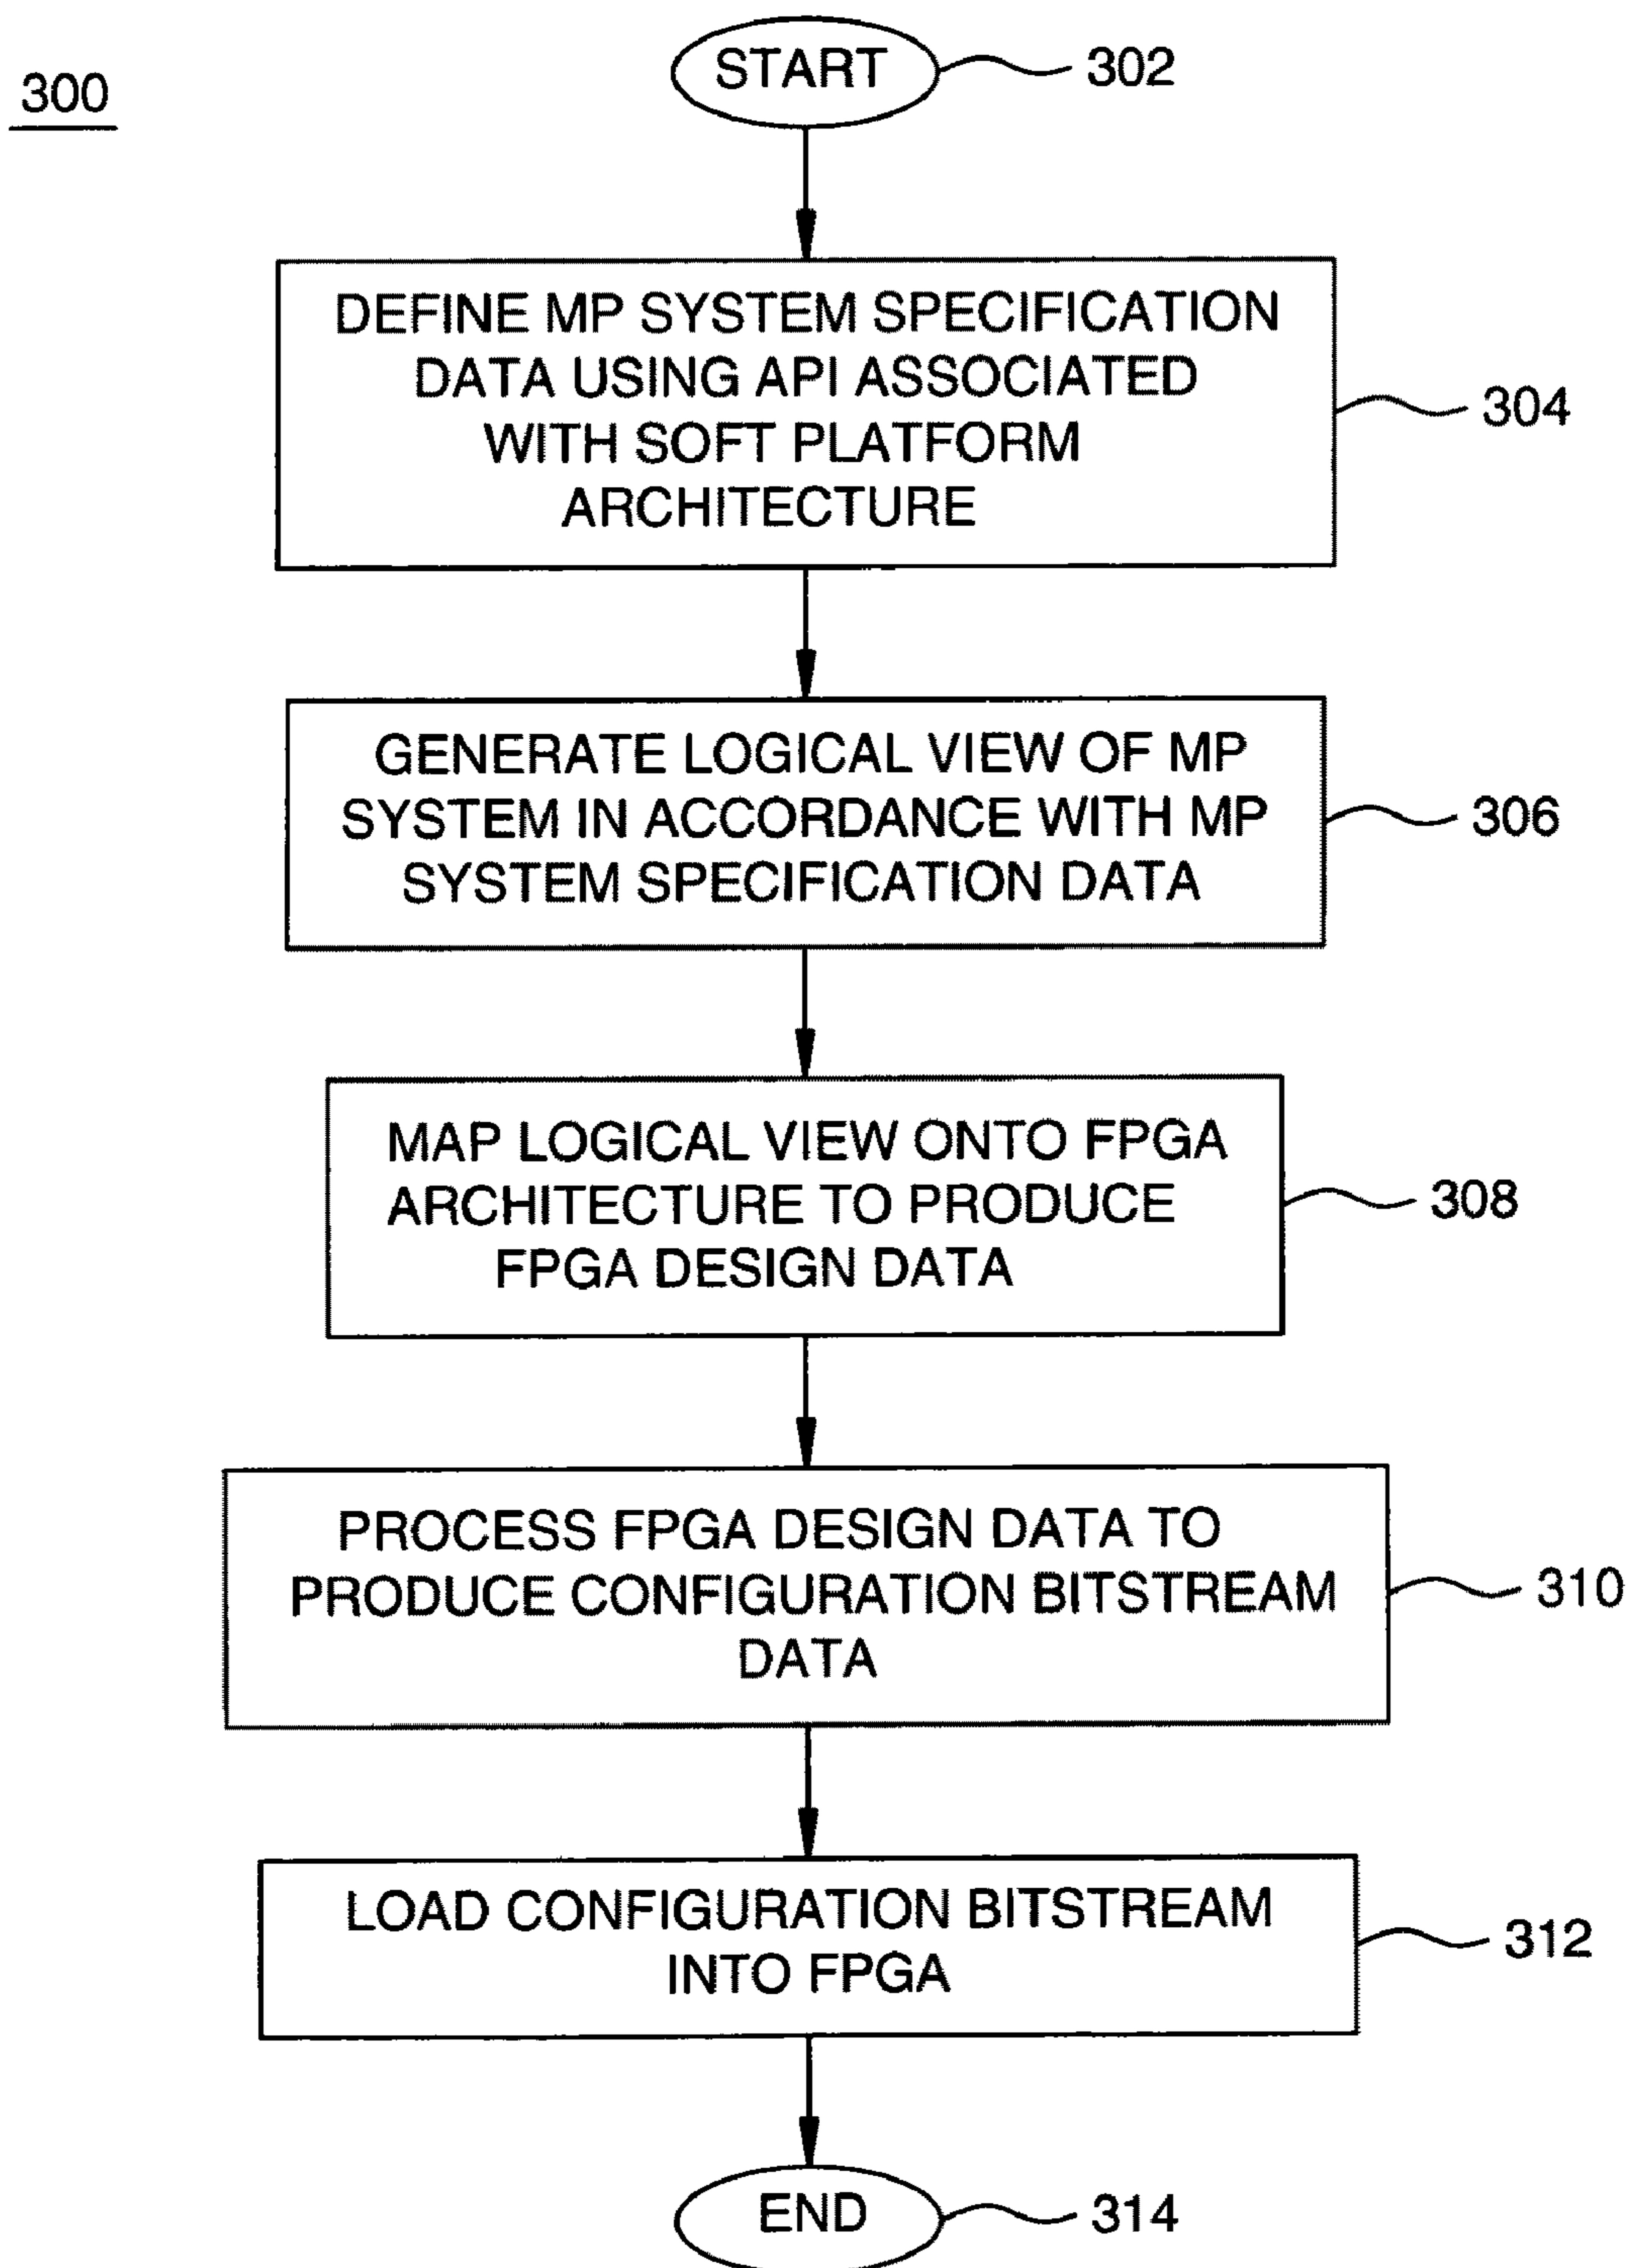 START
302
300
DEFINE MP SYSTEM SPECIFICATION
DATA USING API ASSOCIATED
WITH SOFT PLATFORM
ARCHITECTURE
304
GENERATE LOGICAL VIEW OF MP
SYSTEM IN ACCORDANCE WITH MP
SYSTEM SPECIFICATION DATA
306
MAP LOGICAL VIEW ONTO FPGA
ARCHITECTURE TO PRODUCE
FPGA DESIGN DATA
308
PROCESS FPGA DESIGN DATA TO
PRODUCE CONFIGURATION BITSTREAM
DATA
310
LOAD CONFIGURATION BITSTREAM
INTO FPGA
312
END
314